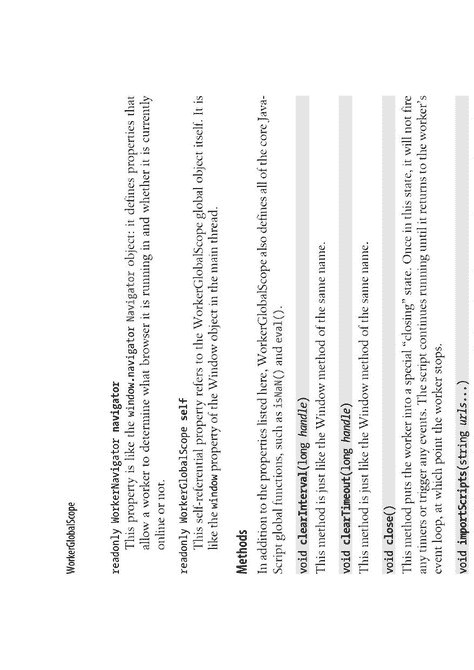 WorkerGlobalScope
readonly WorkerNavigator navigator
This property is like the window.navigator Navigator object: it defines properties that
allow a worker to determine what browser it is running in and whether it is currently
online or not.
readonly WorkerGlobalScope self
This self-referential property refers to the WorkerGlobalScope global object itself. It is
like the window property of the Window object in the main thread.
Methods
In addition to the properties listed here, WorkerGlobalScope also defines all of the core Java-
Script global functions, such as isNaN() and eval().
void clearInterval(long handle)
This method is just like the Window method of the same name.
void clearTimeout(long handle)
This method is just like the Window method of the same name.
void close()
This method puts the worker into a special “closing” state. Once in this state, it will not fire
any timers or trigger any events. The script continues running until it returns to the worker’s
event loop, at which point the worker stops.
void importScripts(string urls...)